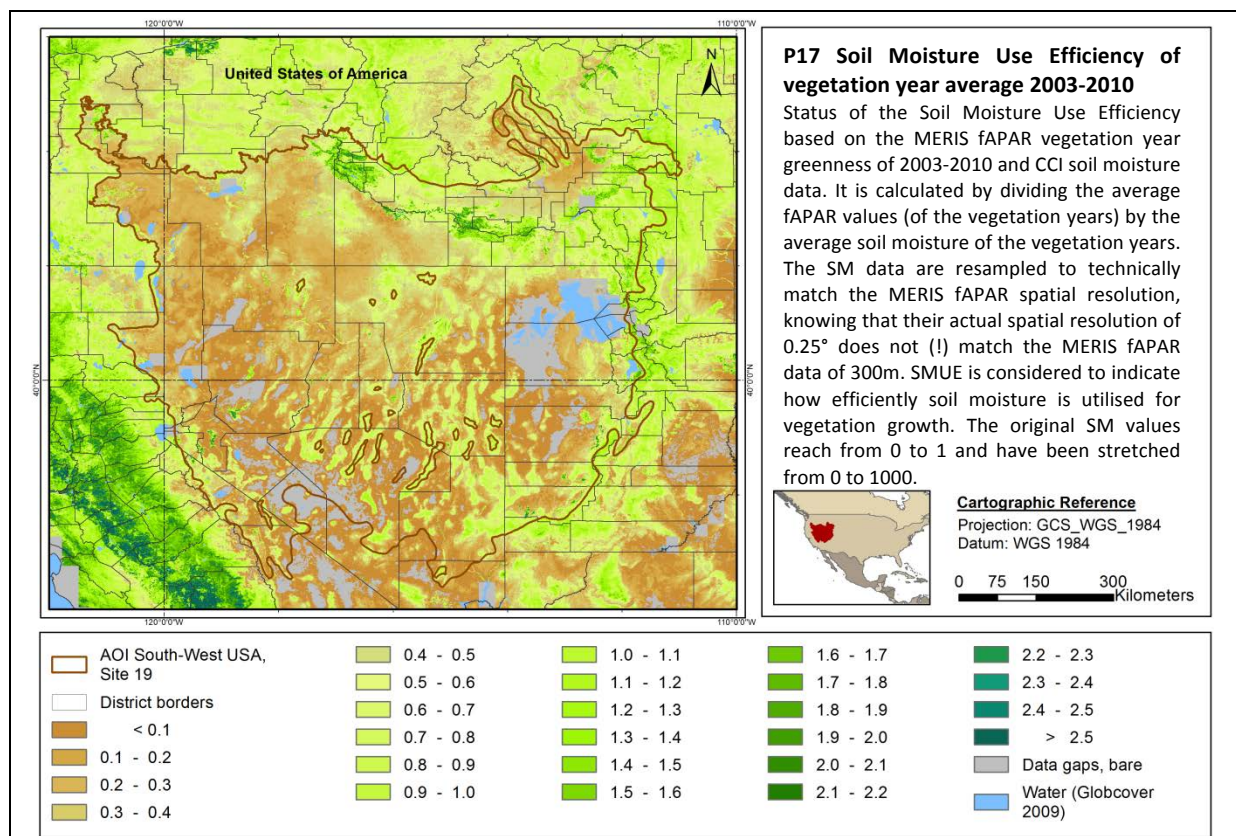 120°0'0"W
110°0'0"W
United States of America
N
40°0'0"N
40°0'0"N
120°0'0"W
110°0'0"W
P17 Soil Moisture Use Efficiency of
vegetation year average 2003-2010
Status of the Soil Moisture Use Efficiency
based on the MERIS fAPAR vegetation year
greenness of 2003-2010 and CCI soil moisture
data. It is calculated by dividing the average
fAPAR values (of the vegetation years) by the
average soil moisture of the vegetation years.
The SM data are resampled to technically
match the MERIS fAPAR spatial resolution,
knowing that their actual spatial resolution of
0.25° does not (!) match the MERIS fAPAR
data of 300m. SMUE is considered to indicate
how efficiently soil moisture is utilised for
vegetation growth. The original SM values
reach from 0 to 1 and have been stretched
from 0 to 1000.
Cartographic Reference
Projection: GCS_WGS_1984
Datum: WGS 1984
0 75 150 300
Kilometers
AOI South-West USA,
Site 19
District borders
< 0.1
0.1 - 0.2
0.2 - 0.3
0.3 - 0.4
0.4 - 0.5
0.5 - 0.6
0.6 - 0.7
0.7 - 0.8
0.8 - 0.9
0.9 - 1.0
1.0 - 1.1
1.1 - 1.2
1.2 - 1.3
1.3 - 1.4
1.4 - 1.5
1.5 - 1.6
1.6 - 1.7
1.7 - 1.8
1.8 - 1.9
1.9 - 2.0
2.0 - 2.1
2.1 - 2.2
2.2 - 2.3
2.3 - 2.4
2.4 - 2.5
> 2.5
Data gaps, bare
Water (Globcover
2009)